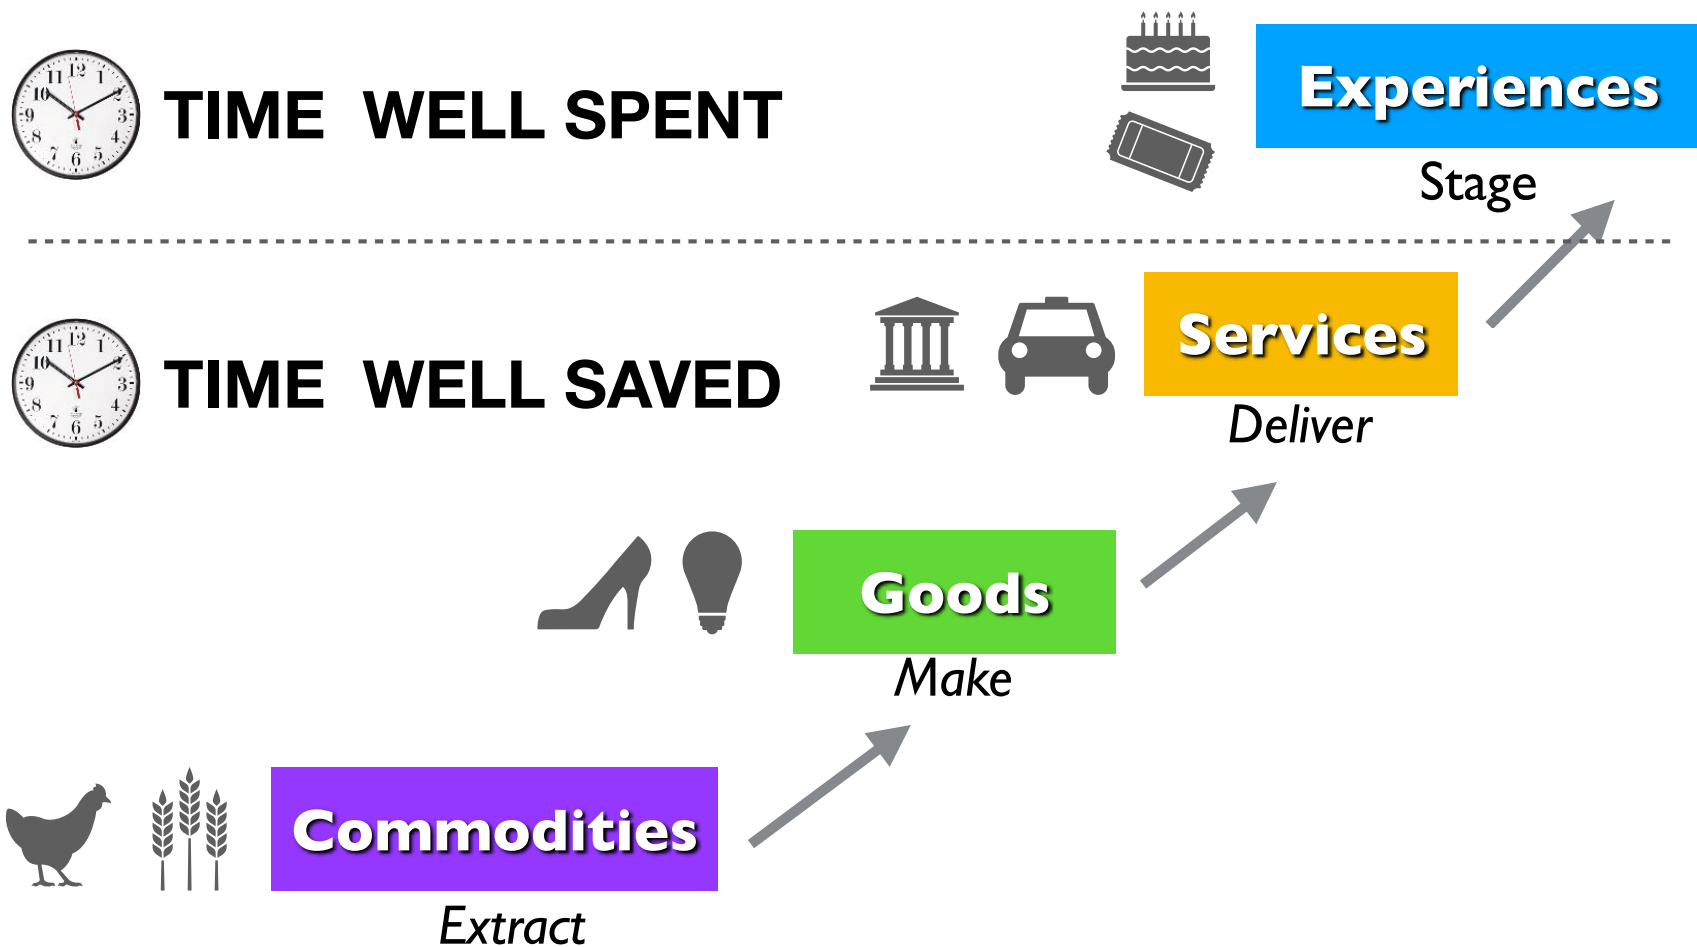 TIME WELL SPENT
Experiences
Stage
TIME WELL SAVED
Services
Deliver
Goods
Make
Commodities
Extract